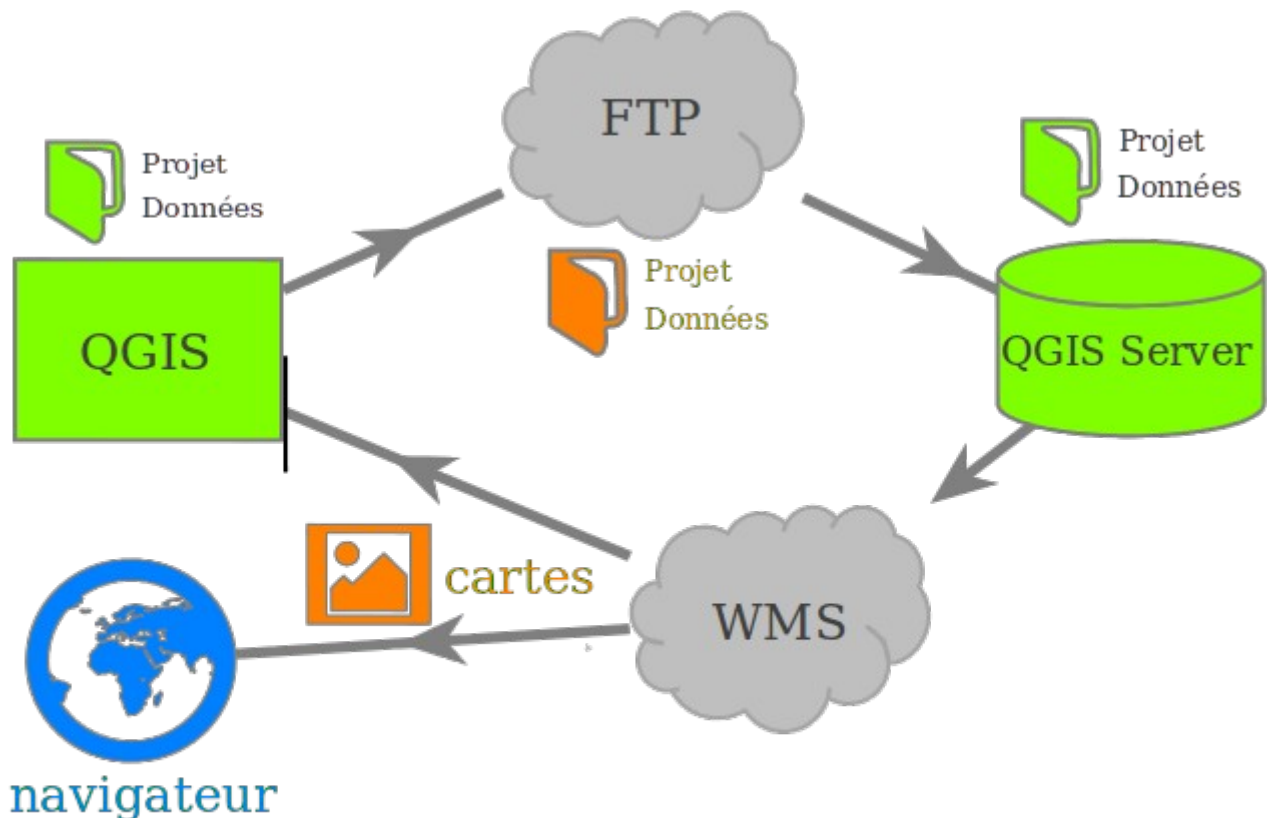 FTP
Projet
Données
Projet
Données
Projet
Données
QGIS
QGIS Server
cartes
WMS
navigateur